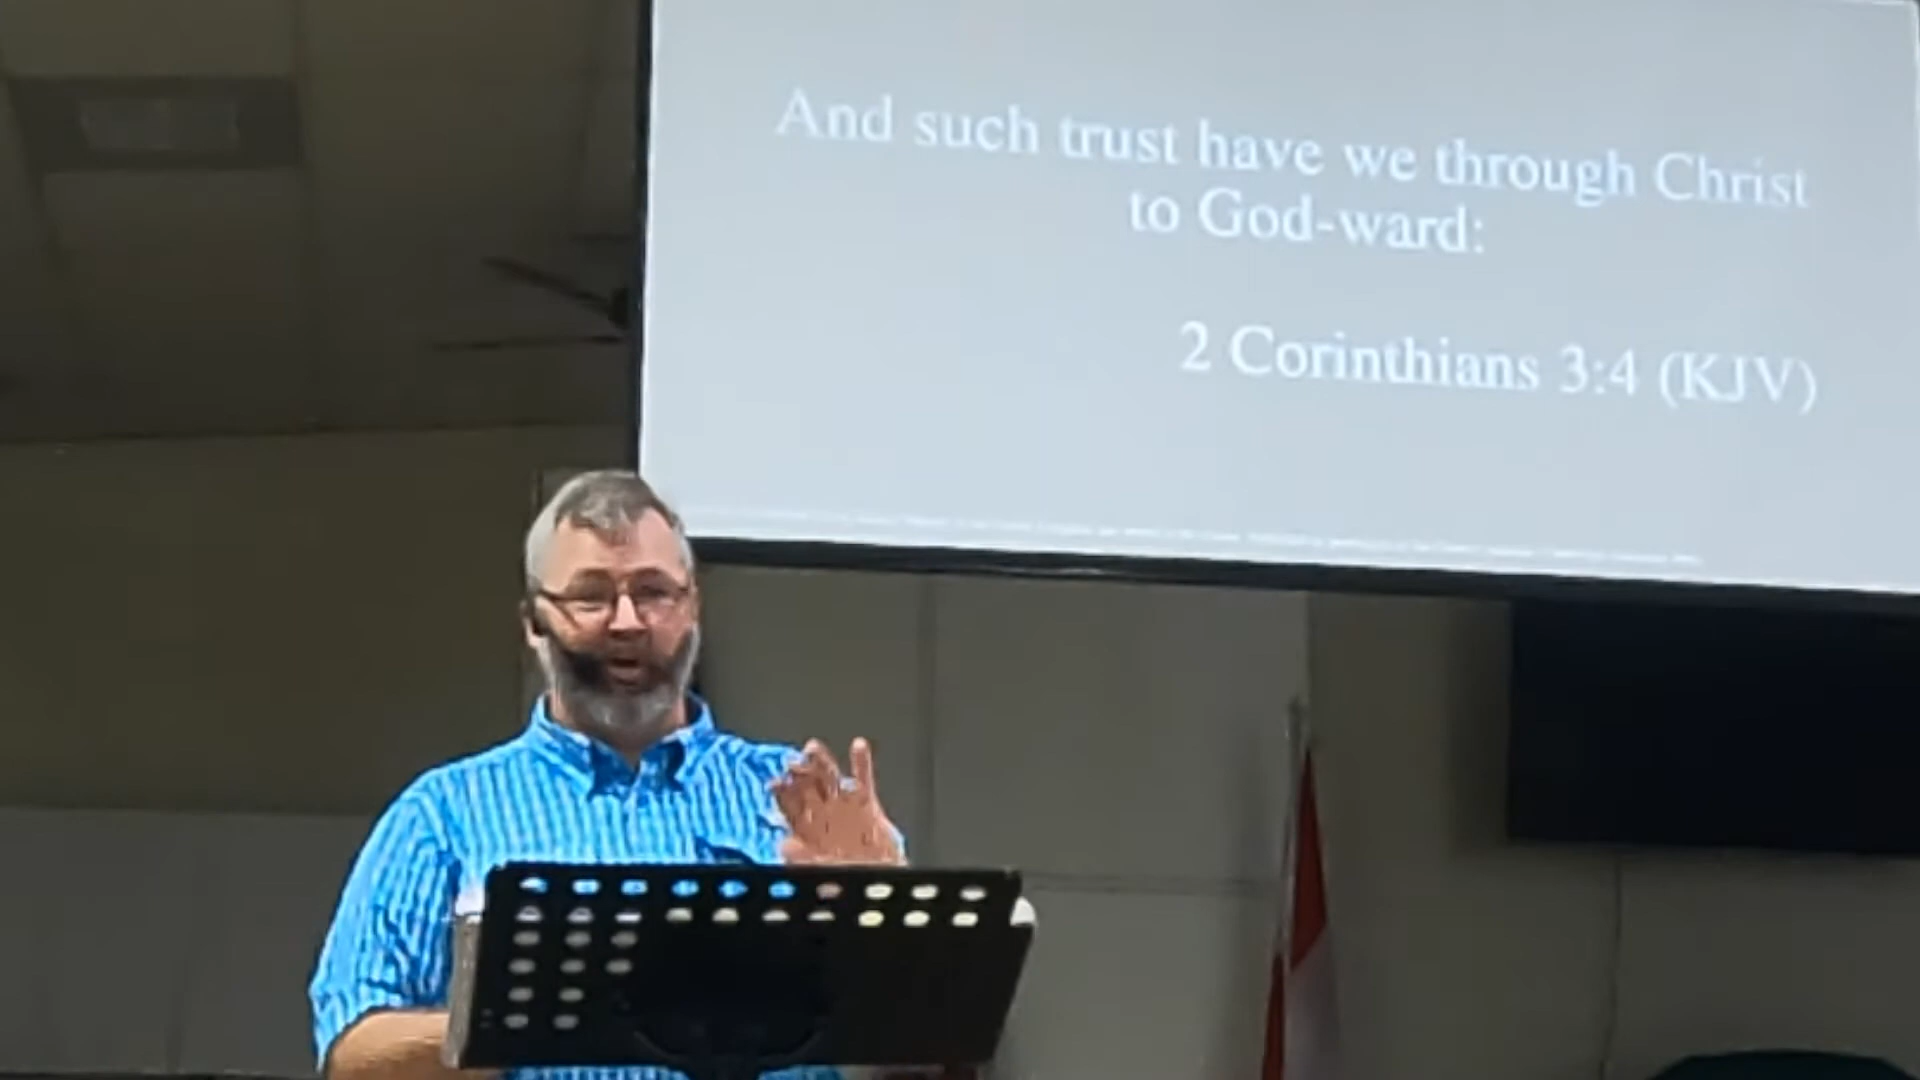 And such trust have we through Christ
to God-ward:
2 Corinthians 3:4 (KJV)